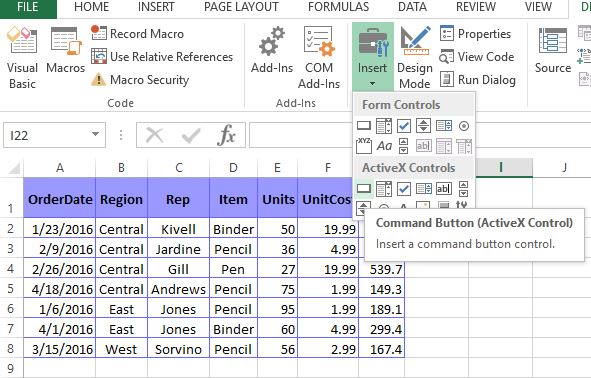 FILE HOME INSERT PAGE LAYOUT FORMULAS DATA REVIEW VIEW
Visual Basic
Macros
Record Macro
Use Relative References
Macro Security
Code
Add-Ins
COM Add-Ins
Add-Ins
Insert
Design Mode
Properties
View Code
Run Dialog
Source
Form Controls
XYZ Aa ab|
ActiveX Controls
ab|
A
Command Button (ActiveX Control)
Insert a command button control.
I22 fx
A B C D E F I J
1 OrderDate Region Rep Item Units UnitCos
2 1/23/2016 Central Kivell Binder 50 19.99
3 2/9/2016 Central Jardine Pencil 36 4.99
4 2/26/2016 Central Gill Pen 27 19.99 539.7
5 4/18/2016 Central Andrews Pencil 75 1.99 149.3
6 1/6/2016 East Jones Pencil 95 1.99 189.1
7 4/1/2016 East Jones Binder 60 4.99 299.4
8 3/15/2016 West Sorvino Pencil 56 2.99 167.4
9